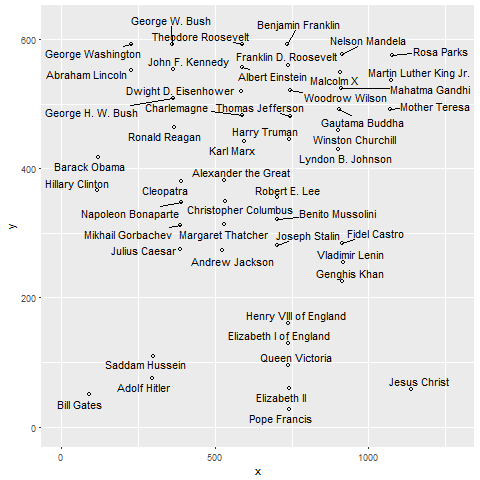 George W. Bush
Benjamin Franklin
Theodore Roosevelt
Nelson Mandela
600
George Washington
Franklin D. Roosevelt
Rosa Parks
John F. Kennedy
Abraham Lincoln
Albert Einstein
Malcolm X
Martin Luther King Jr.
Dwight D. Eisenhower
Woodrow Wilson
Mahatma Gandhi
George H. W. Bush
Charlemagne
Thomas Jefferson
Mother Teresa
Gautama Buddha
Ronald Reagan
Harry Truman
Winston Churchill
Karl Marx
Lyndon B. Johnson
400
Barack Obama
Alexander the Great
Hillary Clinton
Cleopatra
Robert E. Lee
Napoleon Bonaparte
Christopher Columbus
Benito Mussolini
y
Mikhail Gorbachev
Margaret Thatcher
Joseph Stalin
Fjdel Castro
Julius Caesar
Andrew Jackson
Vladimir Lenin
Genghis Khan
200
Henry VIII of England
Elizabeth I of England
Queen Victoria
Saddam Hussein
Adolf Hitler
Jesus Christ
Bill Gates
Elizabeth II
Pope Francis
0
0
500
1000
x